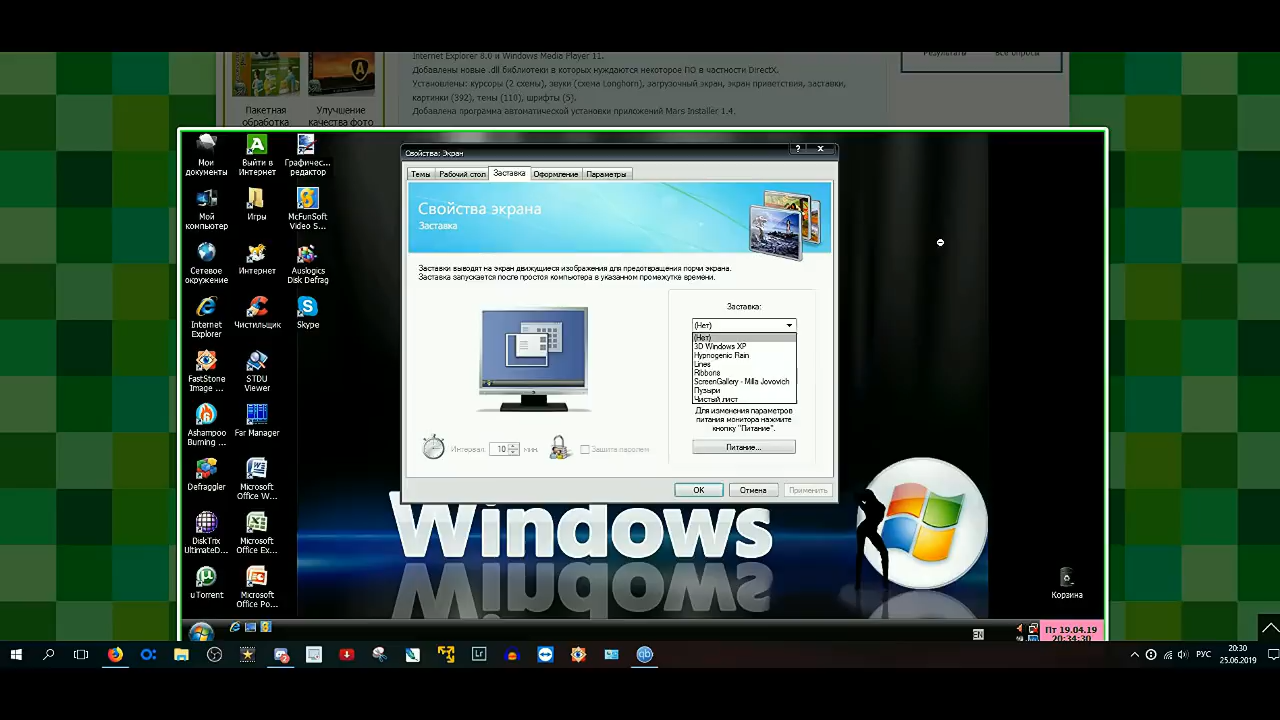 Internet Explorer 8.0 и Windows Media Player 11.
Добавлены новые .dll библиотеки в которых нуждаются некоторое ПО в частности DirectX.
Установлены: курсоры (2 схемы), звуки (схема Longhorn), загрузочный экран, экран приветствия, заставки,
картинки (392), темы (110), шрифты (5).
Добавлена программа автоматической установки приложений Mars Installer 1.4.
Пакетная
обработка
Улучшение
качества фото
Результаты
Все опросы
Мои
документы
Выйти в
Интернет
Графичес...
редактор
Мой
компьютер
Игры
McFunSoft
Video S...
Сетевое
окружение
Интернет
Auslogics
Disk Defrag
Internet
Explorer
Чистильщик
Skype
FastStone
Image ...
STDU
Viewer
Ashampoo
Burning ...
Far Manager
Defraggler
Microsoft
Office W...
DiskTrix
UltimateD...
Microsoft
Office Ex...
uTorrent
Microsoft
Office Po...
Свойства: Экран
? X
Темы
Рабочий стол
Заставка
Оформление
Параметры
Свойства экрана
Заставка
Заставки выводят на экран движущиеся изображения для предотвращения порчи экрана.
Заставка запускается после простоя компьютера в указанном промежутке времени.
Заставка:
(Нет)
(Нет)
3D Windows XP
Hypnogenic Rain
Lines
Ribbons
ScreenGallery - Milla Jovovich
Пузыри
Чистый лист
Для изменения параметров
питания монитора нажмите
кнопку "Питание".
Питание...
Интервал: 10 мин.
Защита паролем
OK
Отмена
Применить
Windows
Корзина
EN
Пт 19.04.19
20:34:30
Lr
qb
РУС
20:30
25.06.2019